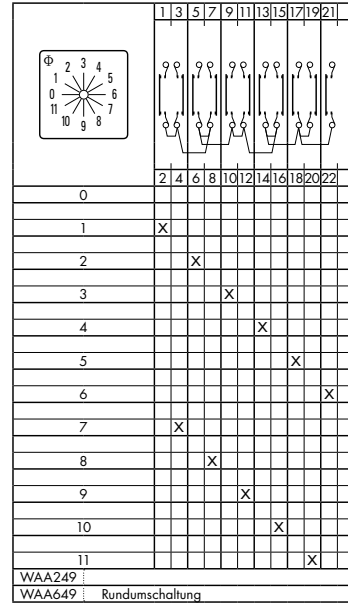 1 3 5 7 9 11 13 15 17 19 21
Φ
0 1 2 3 4 5 6 7 8 9 10 11
2 4 6 8 10 12 14 16 18 20 22
0
1 X
2 X
3 X
4 X
5 X
6 X
7 X
8 X
9 X
10 X
11 X
WAA249
WAA649 Rundumschaltung